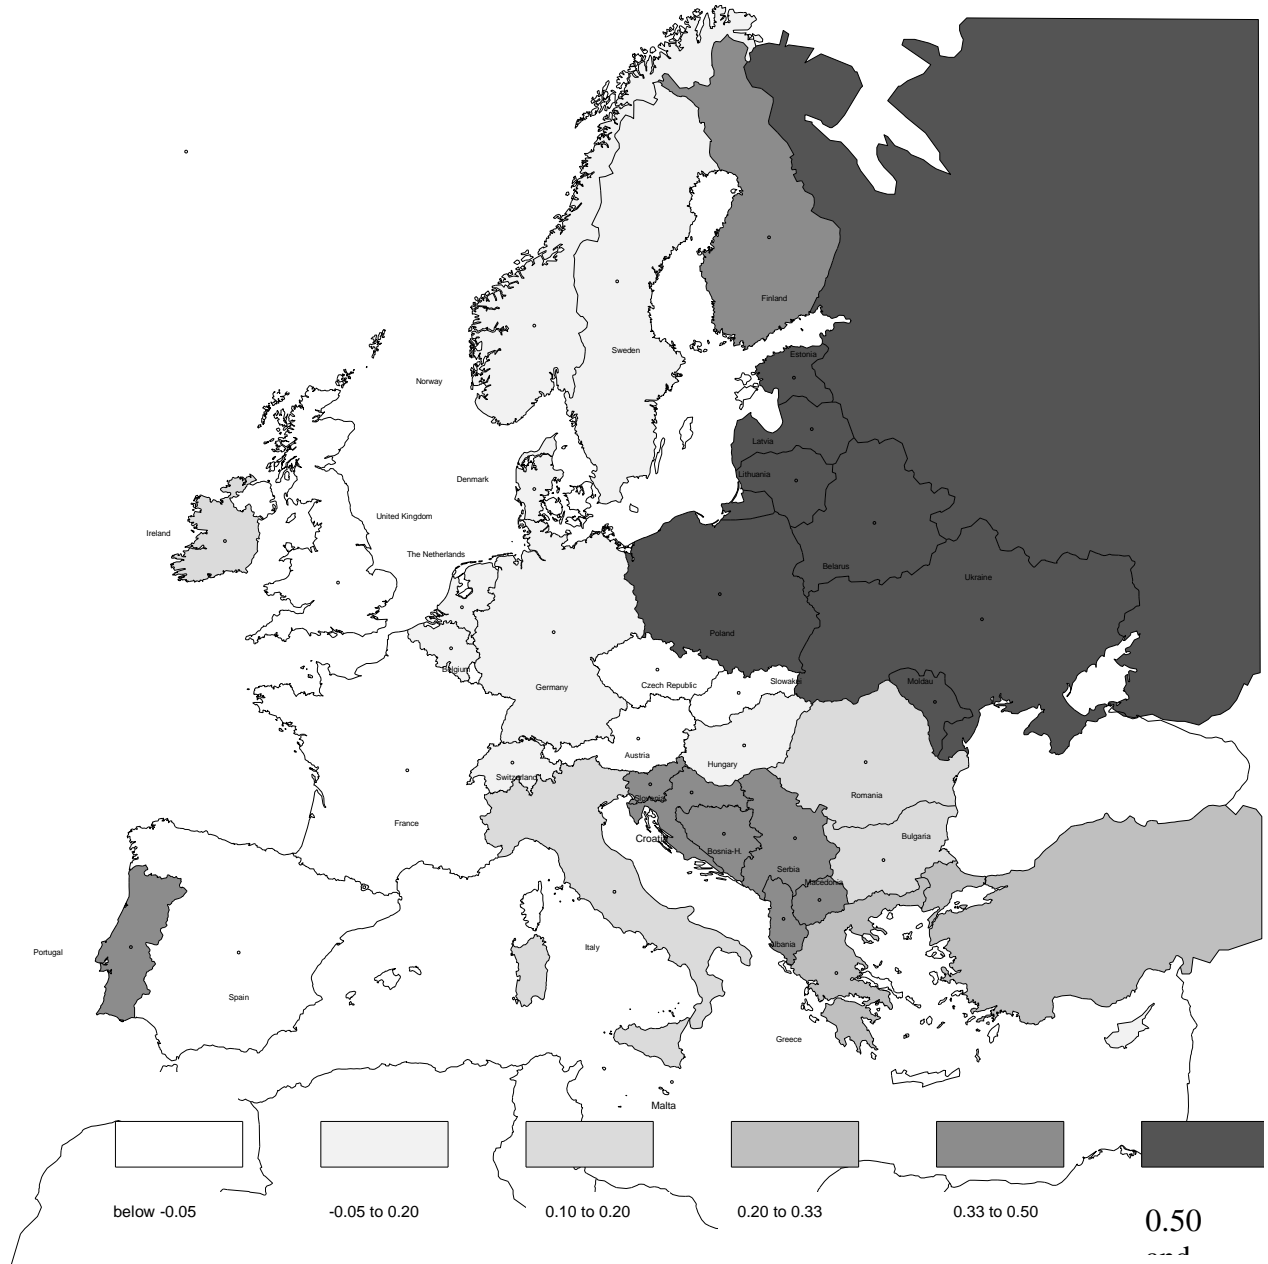 Finland
Estonia
Sweden
Norway
Latvia
Lithuania
Denmark
United Kingdom
Ireland
The Netherlands
Belarus
Ukraine
Poland
Belgium
Germany
Czech Republic
Slowakei
Moldau
Austria
Hungary
Switzerland
Romania
Slovenia
France
Croatia
Bulgaria
Bosnia-H.
Serbia
Macedonia
Portugal
Italy
Albania
Spain
Greece
Malta
below -0.05
-0.05 to 0.20
0.10 to 0.20
0.20 to 0.33
0.33 to 0.50
0.50
and